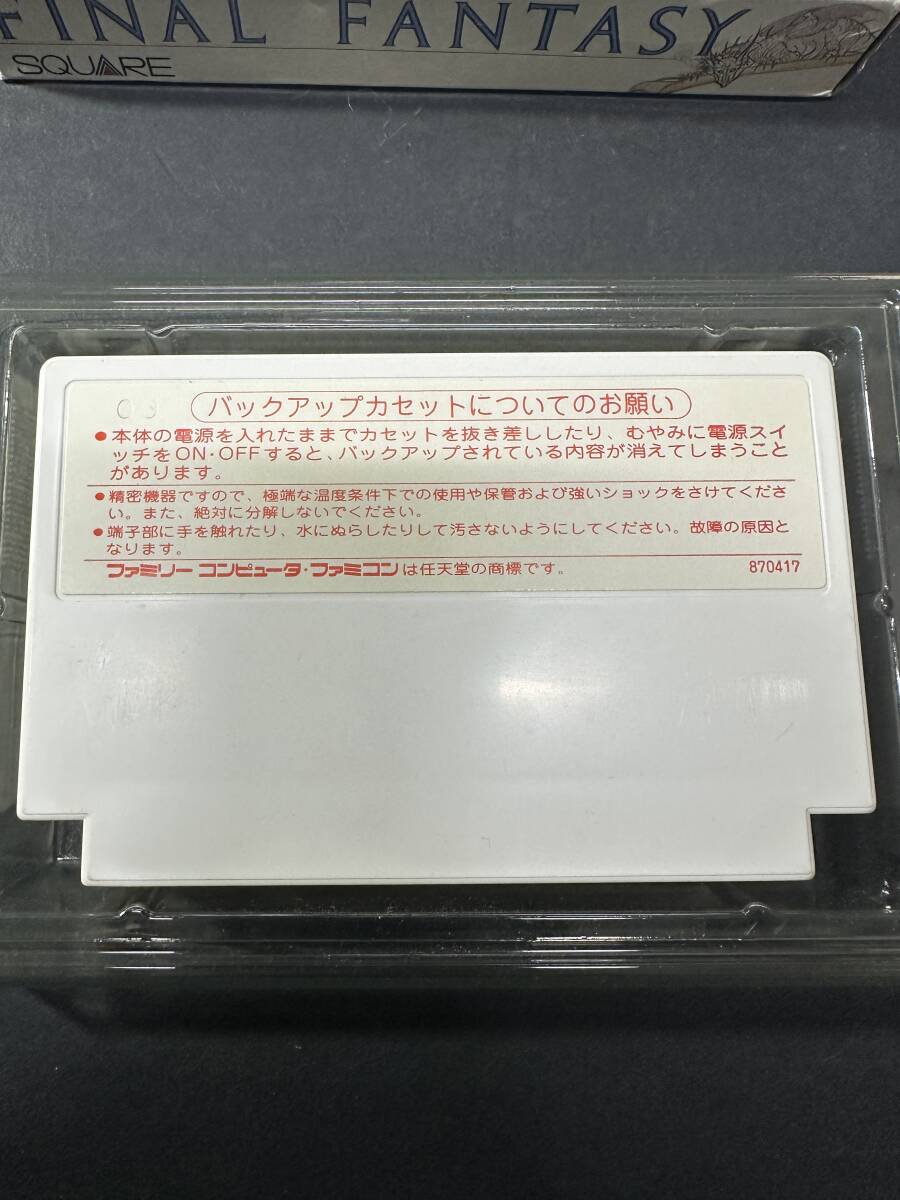 FINAL FANTASY
SQUARE
バックアップカセットについてのお願い
●本体の電源を入れたままでカセットを抜き差ししたり、むやみに電源スイ
ッチをON・OFFすると、バックアップされている内容が消えてしまうこと
があります。
●精密機器ですので、極端な温度条件下での使用や保管および強いショックをさけてくださ
い。また、絶対に分解しないでください。
●端子部に手を触れたり、水にぬらしたりして汚さないようにしてください。故障の原因と
なります。
ファミリーコンピュータ・ファミコンは任天堂の商標です。 870417